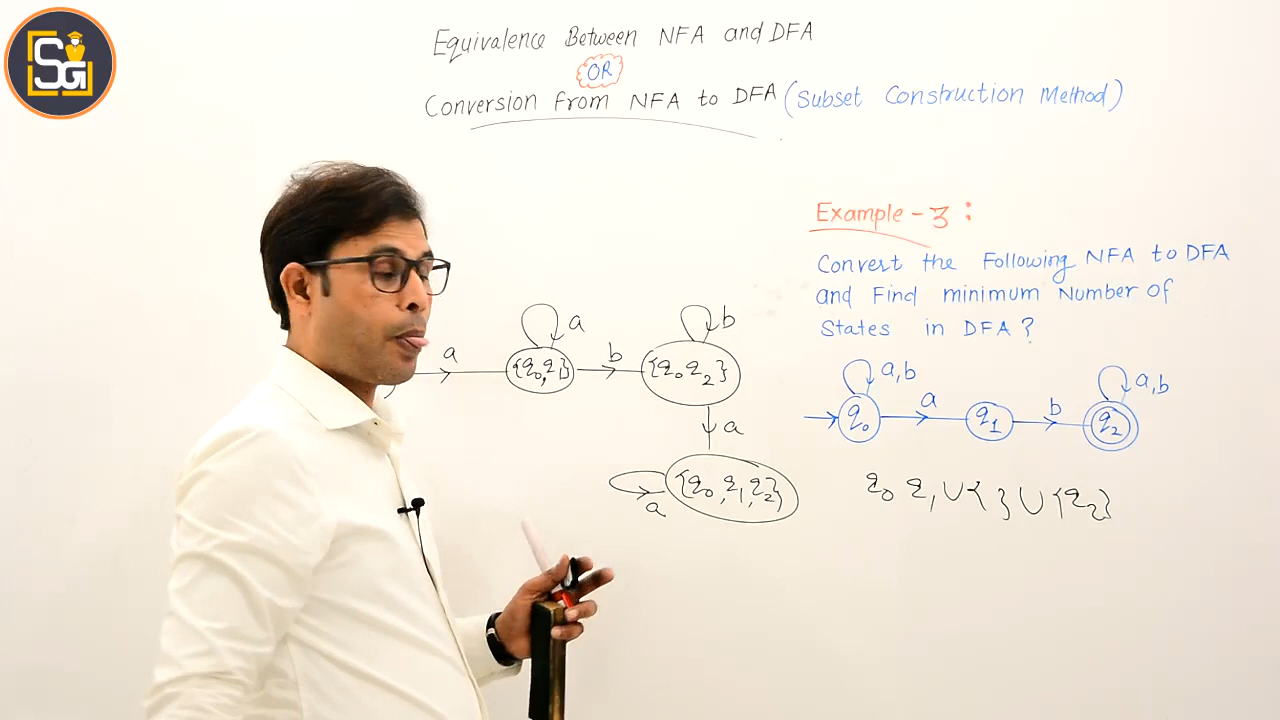 SG
Equivalence Between NFA and DFA
OR
Conversion from NFA to DFA (Subset Construction Method)
Example - 3 :
Convert the Following NFA to DFA
and Find minimum Number of
States in DFA ?
a
a
b
b
{q0,q1}
{q0 q2}
a
{q0,q1,q2}
a
a,b
a
b
a,b
q0
q1
q2
q0 q1 ∪ { } ∪ {q2}